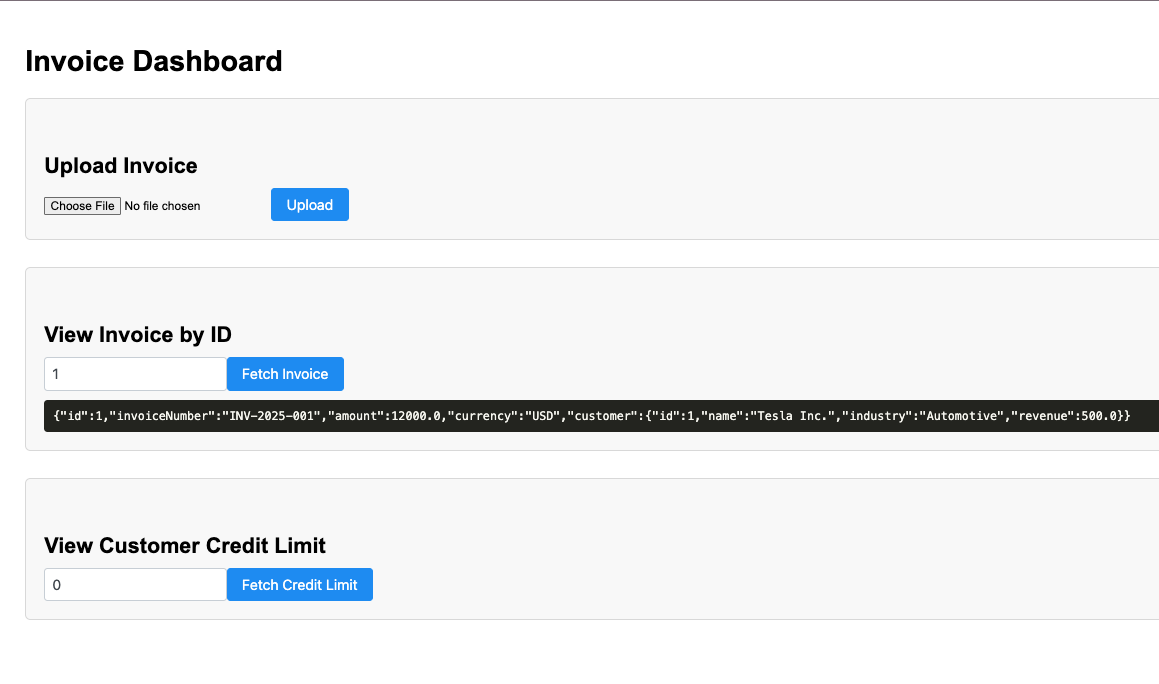 Invoice Dashboard
Upload Invoice
Choose File No file chosen Upload
View Invoice by ID
1 Fetch Invoice
{"id":1,"invoiceNumber":"INV-2025-001","amount":12000.0,"currency":"USD","customer":{"id":1,"name":"Tesla Inc.","industry":"Automotive","revenue":500.0}}
View Customer Credit Limit
0 Fetch Credit Limit